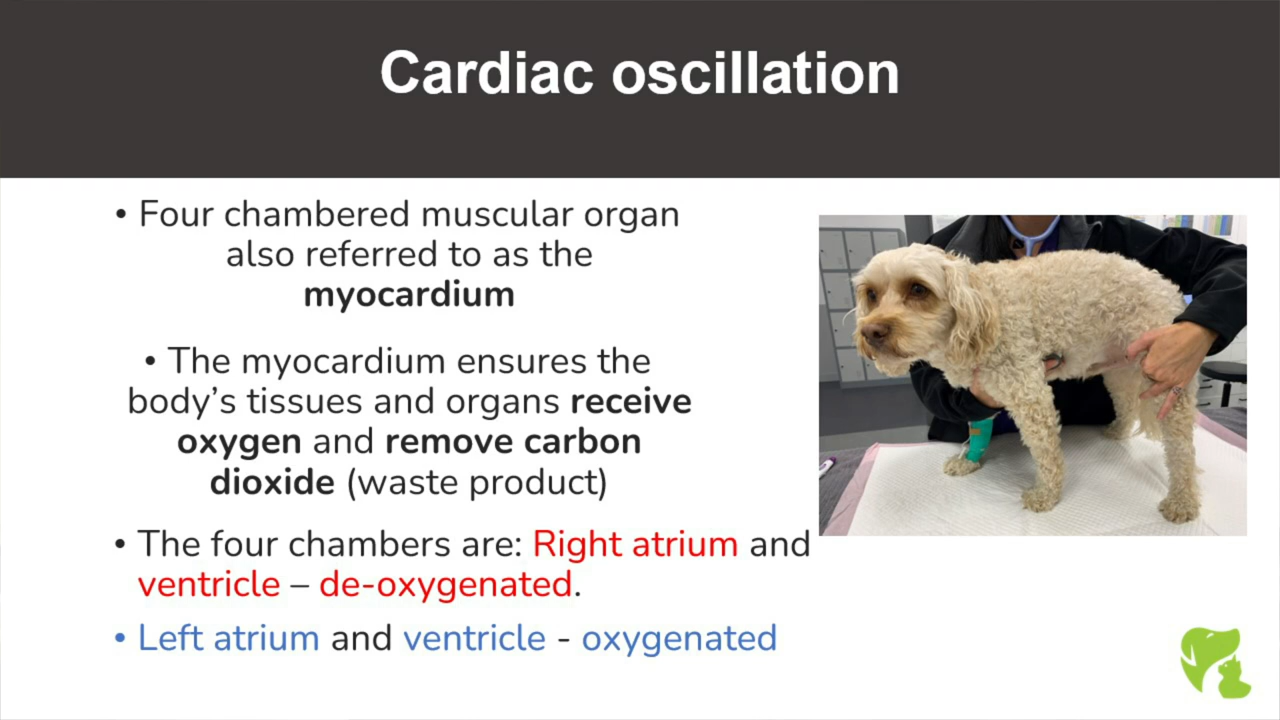 Cardiac oscillation
• Four chambered muscular organ
also referred to as the
myocardium
• The myocardium ensures the
body’s tissues and organs receive
oxygen and remove carbon
dioxide (waste product)
• The four chambers are: Right atrium and
ventricle – de-oxygenated.
• Left atrium and ventricle - oxygenated